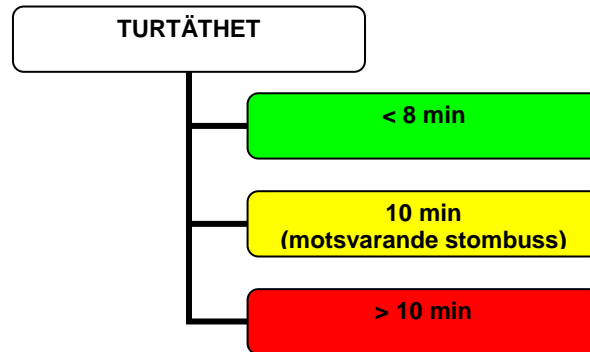 TURTÄTHET
< 8 min
10 min
(motsvarande stombuss)
> 10 min